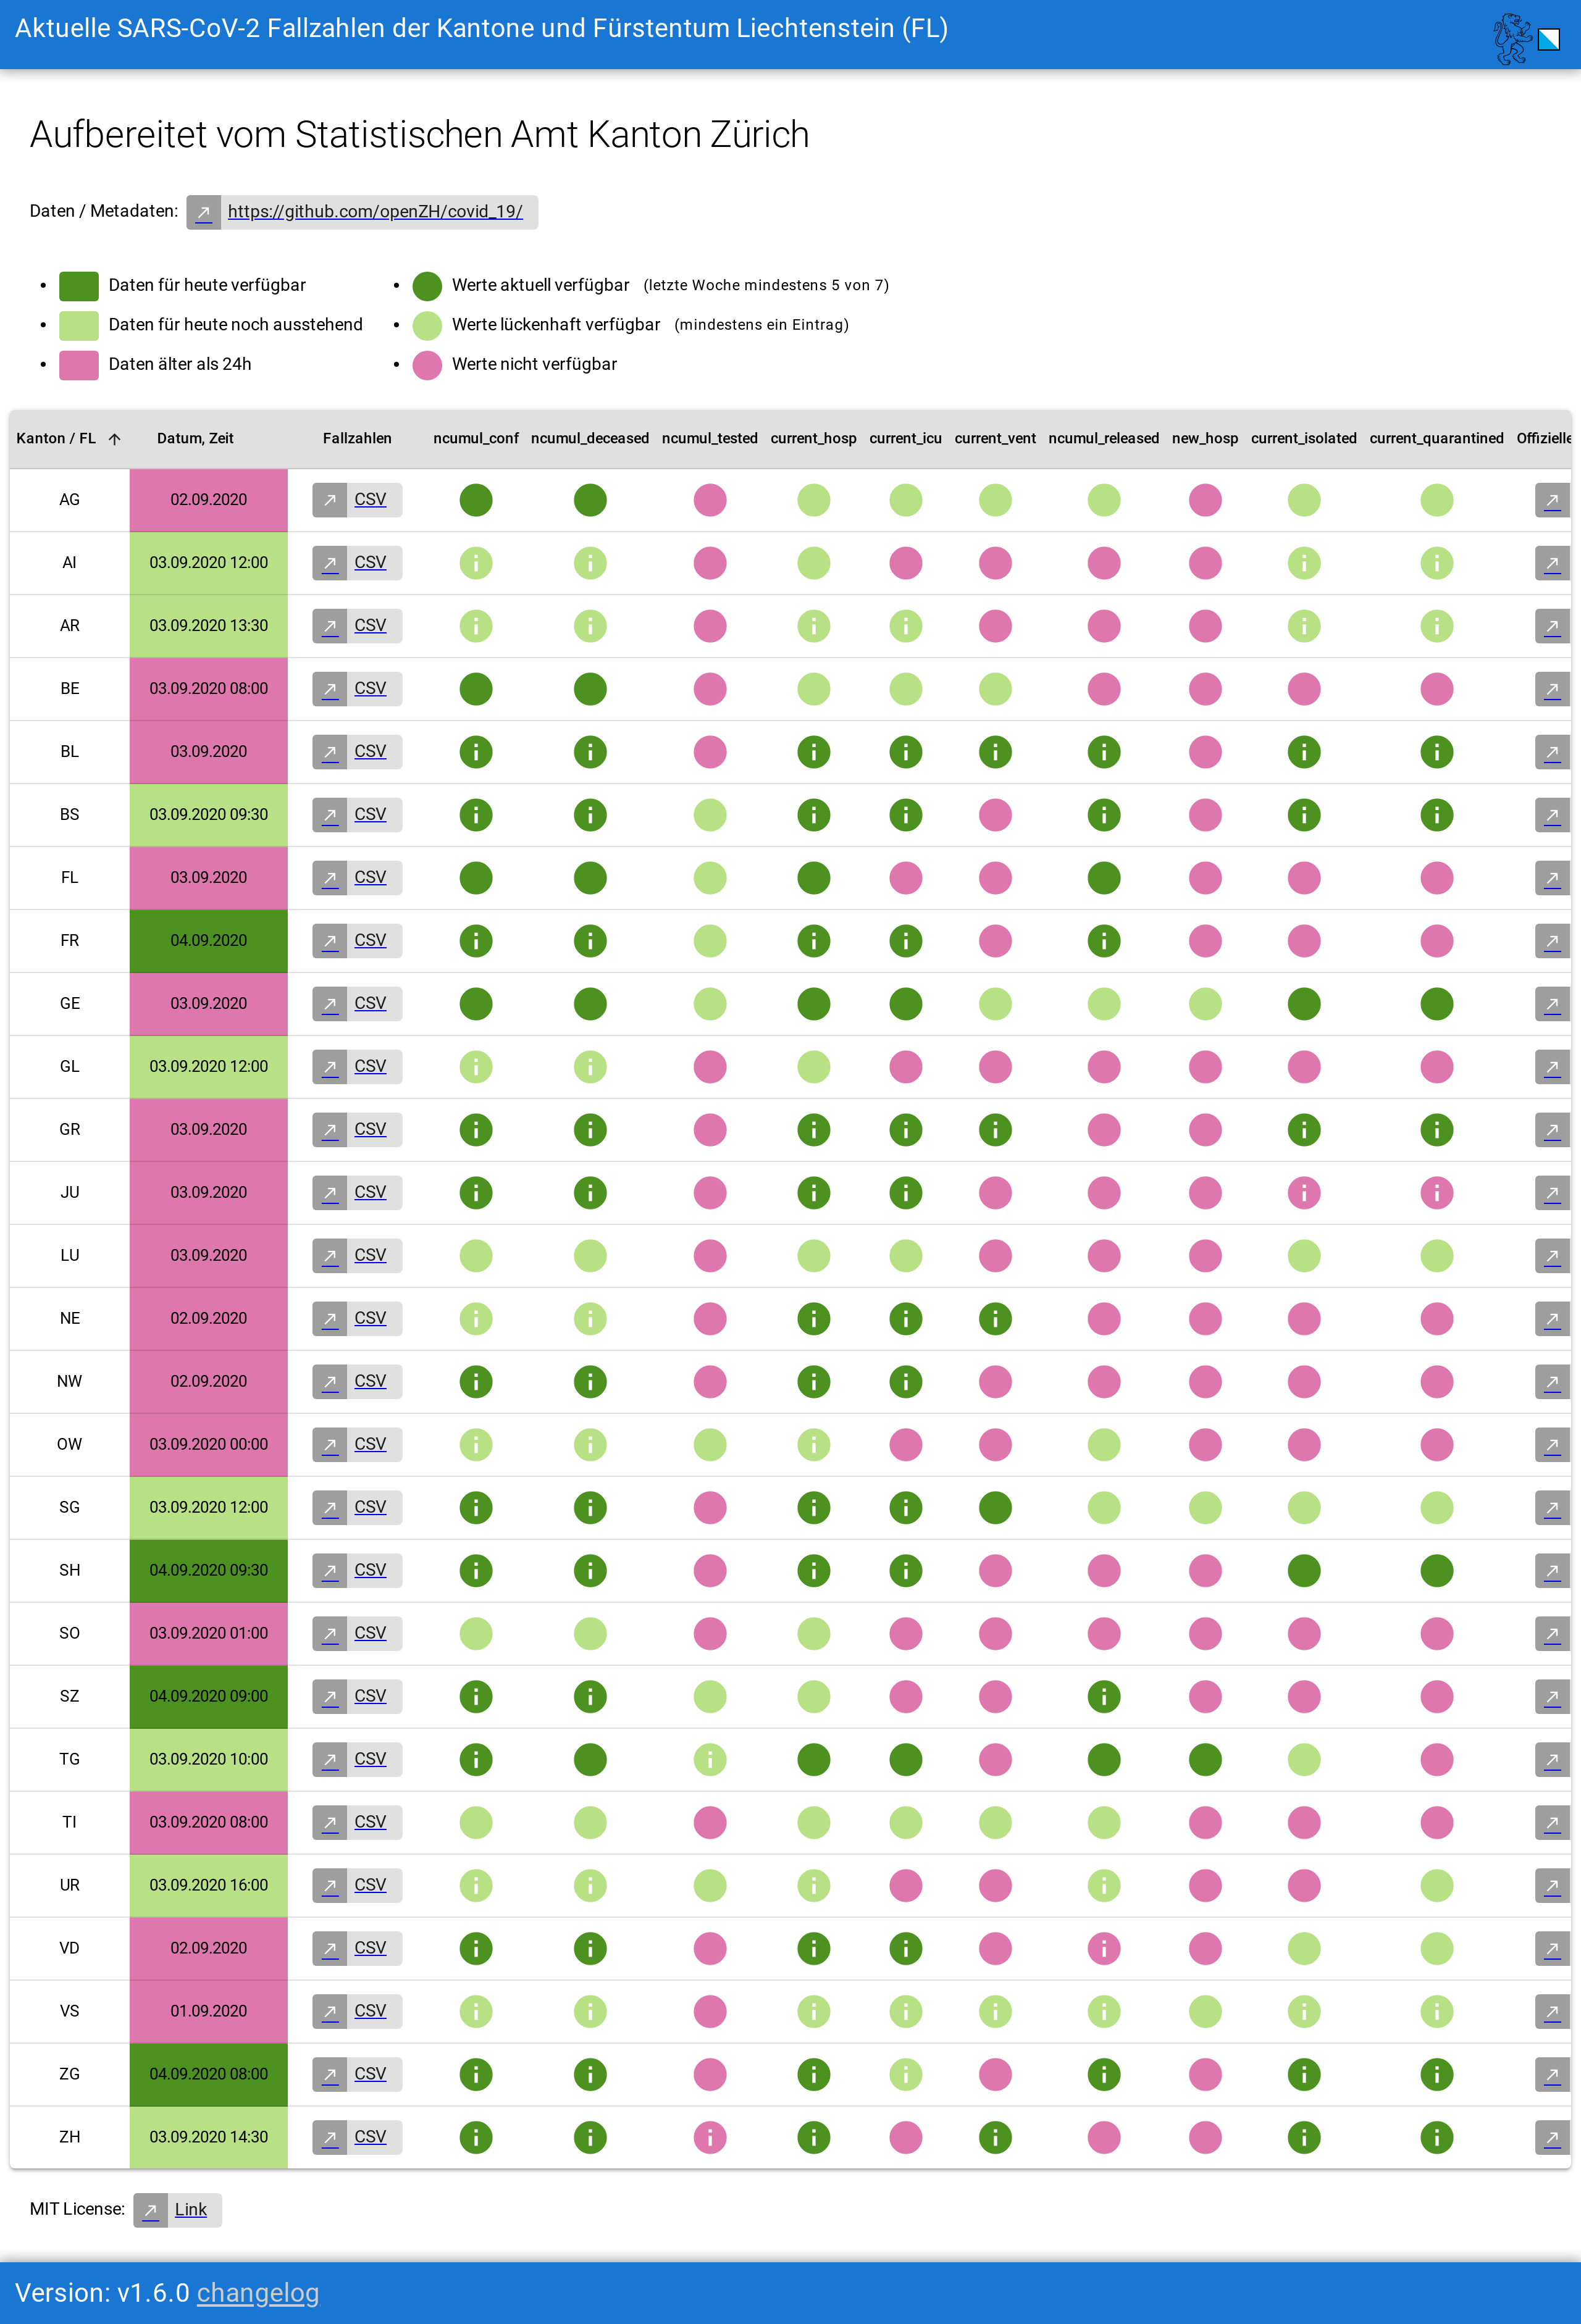 Aktuelle SARS-CoV-2 Fallzahlen der Kantone und Fürstentum Liechtenstein (FL)
Aufbereitet vom Statistischen Amt Kanton Zürich
Daten / Metadaten: https://github.com/openZH/covid_19/
Daten für heute verfügbar
Daten für heute noch ausstehend
Daten älter als 24h
Werte aktuell verfügbar (letzte Woche mindestens 5 von 7)
Werte lückenhaft verfügbar (mindestens ein Eintrag)
Werte nicht verfügbar
Kanton / FL Datum, Zeit Fallzahlen ncumul_conf ncumul_deceased ncumul_tested current_hosp current_icu current_vent ncumul_released new_hosp current_isolated current_quarantined Offizielle
AG 02.09.2020 CSV
AI 03.09.2020 12:00 CSV
AR 03.09.2020 13:30 CSV
BE 03.09.2020 08:00 CSV
BL 03.09.2020 CSV
BS 03.09.2020 09:30 CSV
FL 03.09.2020 CSV
FR 04.09.2020 CSV
GE 03.09.2020 CSV
GL 03.09.2020 12:00 CSV
GR 03.09.2020 CSV
JU 03.09.2020 CSV
LU 03.09.2020 CSV
NE 02.09.2020 CSV
NW 02.09.2020 CSV
OW 03.09.2020 00:00 CSV
SG 03.09.2020 12:00 CSV
SH 04.09.2020 09:30 CSV
SO 03.09.2020 01:00 CSV
SZ 04.09.2020 09:00 CSV
TG 03.09.2020 10:00 CSV
TI 03.09.2020 08:00 CSV
UR 03.09.2020 16:00 CSV
VD 02.09.2020 CSV
VS 01.09.2020 CSV
ZG 04.09.2020 08:00 CSV
ZH 03.09.2020 14:30 CSV
MIT License: Link
Version: v1.6.0 changelog